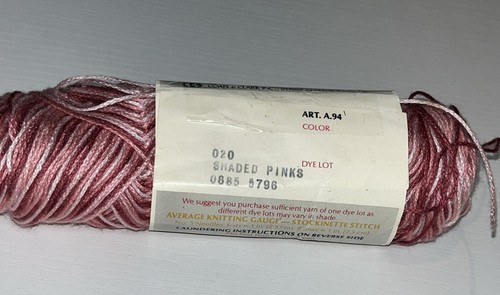 ART. A.94
COLOR
020
SHADED PINKS
DYE LOT
0885 5796
We suggest you purchase sufficient yarn of one dye lot as
different dye lots may vary in shade.
AVERAGE KNITTING GAUGE — STOCKINETTE STITCH
LAUNDERING INSTRUCTIONS ON REVERSE SIDE